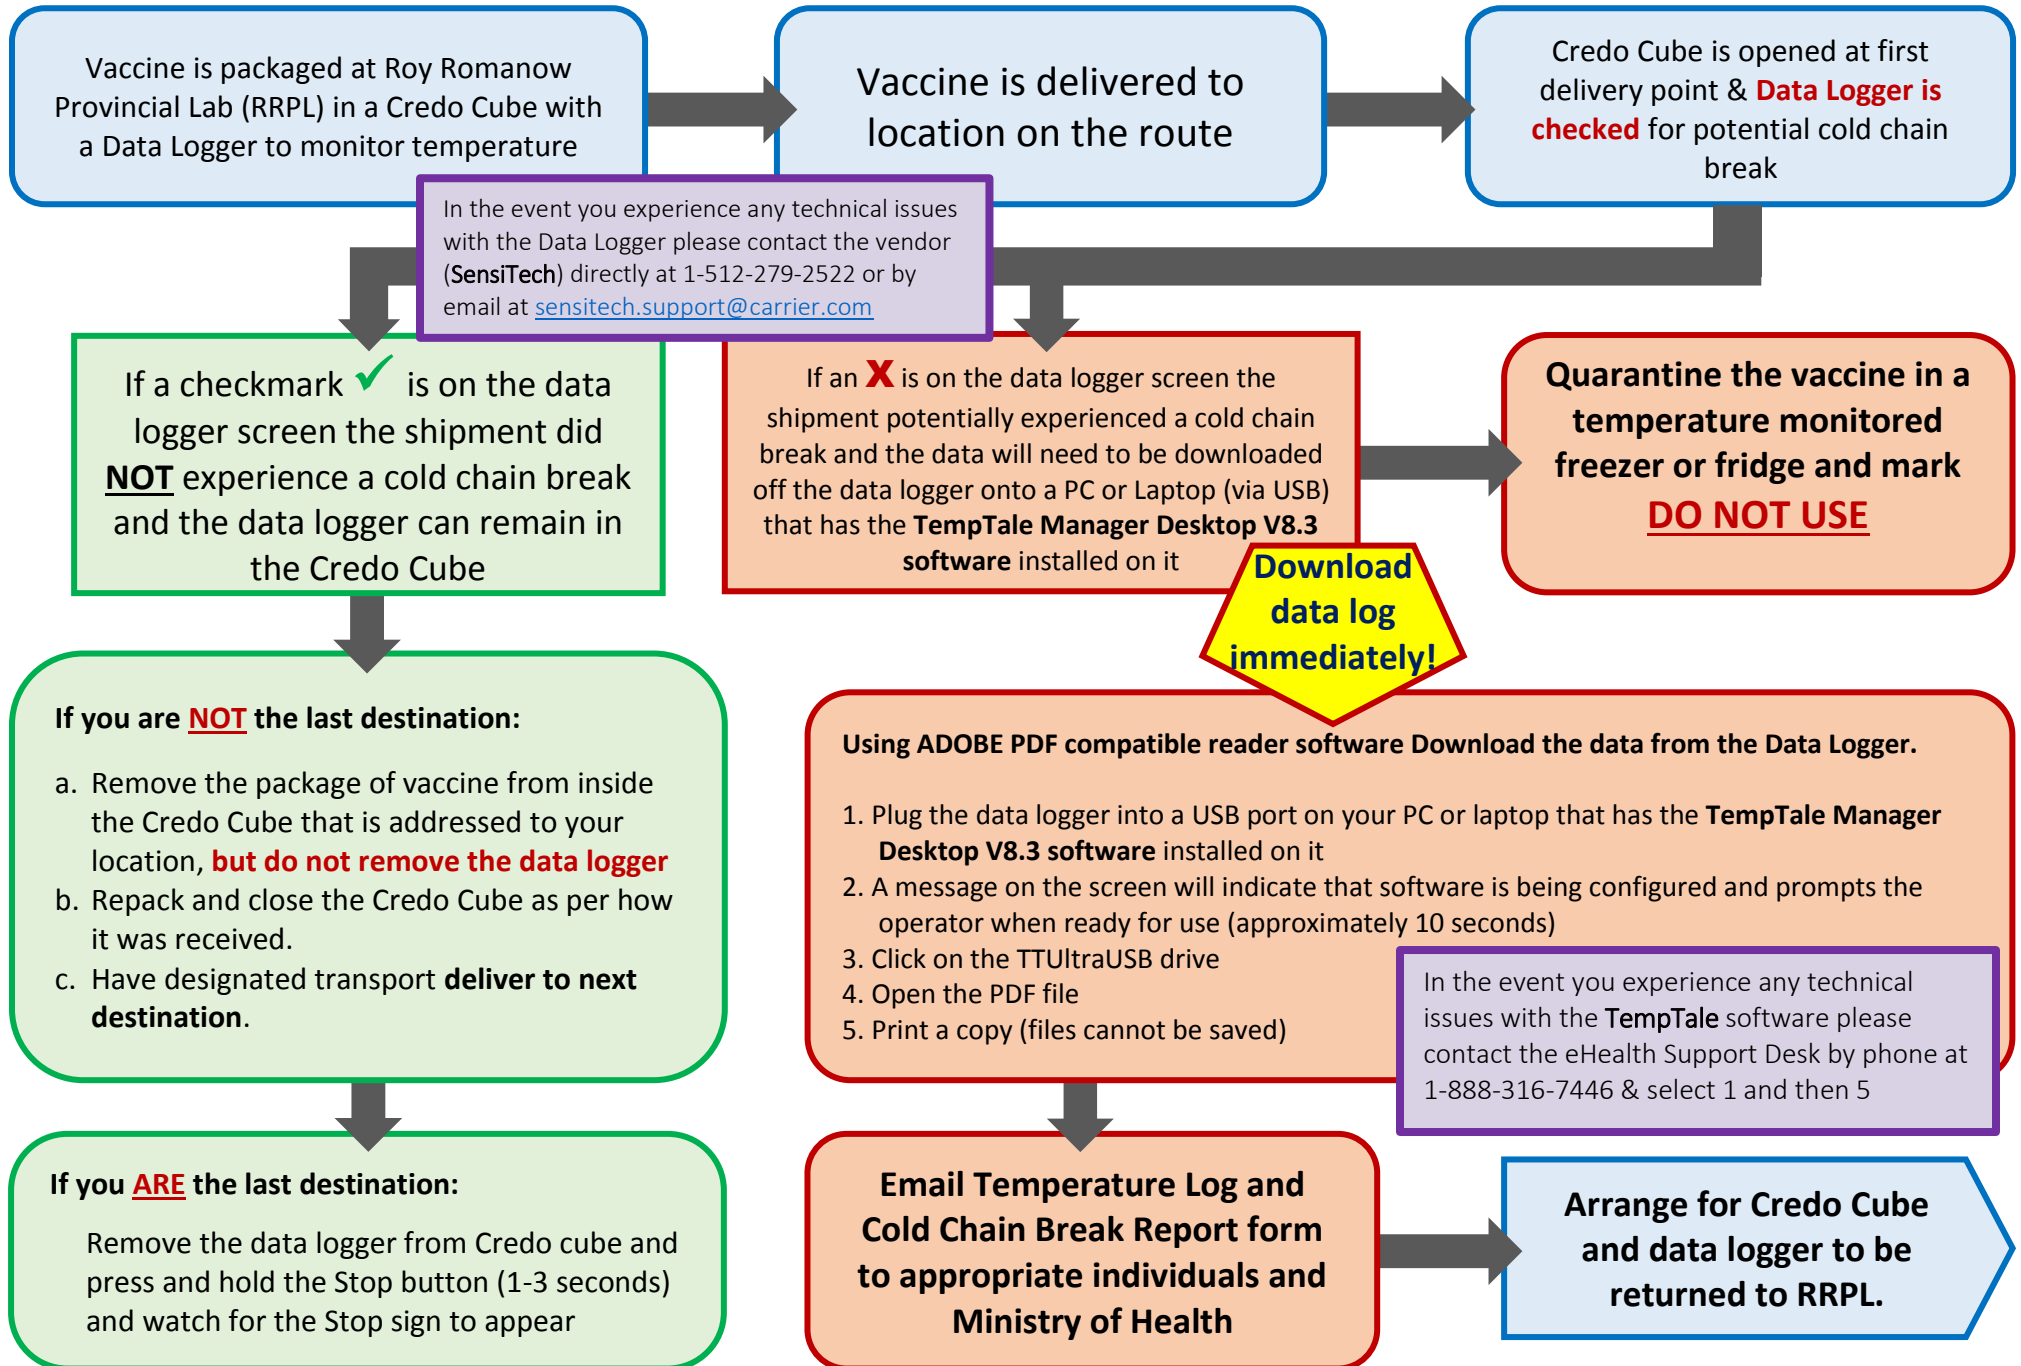 Vaccine is packaged at Roy Romanow
Provincial Lab (RRPL) in a Credo Cube with
a Data Logger to monitor temperature
Vaccine is delivered to
location on the route
Credo Cube is opened at first
delivery point & Data Logger is
checked for potential cold chain
break
In the event you experience any technical issues
with the Data Logger please contact the vendor
(SensiTech) directly at 1-512-279-2522 or by
email at sensitech.support@carrier.com
If a checkmark ✓ is on the data
logger screen the shipment did
NOT experience a cold chain break
and the data logger can remain in
the Credo Cube
If an X is on the data logger screen the
shipment potentially experienced a cold chain
break and the data will need to be downloaded
off the data logger onto a PC or Laptop (via USB)
that has the TempTale Manager Desktop V8.3
software installed on it
Quarantine the vaccine in a
temperature monitored
freezer or fridge and mark
DO NOT USE
Download
data log
immediately!
If you are NOT the last destination:
a. Remove the package of vaccine from inside
the Credo Cube that is addressed to your
location, but do not remove the data logger
b. Repack and close the Credo Cube as per how
it was received.
c. Have designated transport deliver to next
destination.
Using ADOBE PDF compatible reader software Download the data from the Data Logger.
1. Plug the data logger into a USB port on your PC or laptop that has the TempTale Manager
Desktop V8.3 software installed on it
2. A message on the screen will indicate that software is being configured and prompts the
operator when ready for use (approximately 10 seconds)
3. Click on the TTUltraUSB drive
4. Open the PDF file
5. Print a copy (files cannot be saved)
In the event you experience any technical
issues with the TempTale software please
contact the eHealth Support Desk by phone at
1-888-316-7446 & select 1 and then 5
If you ARE the last destination:
Remove the data logger from Credo cube and
press and hold the Stop button (1-3 seconds)
and watch for the Stop sign to appear
Email Temperature Log and
Cold Chain Break Report form
to appropriate individuals and
Ministry of Health
Arrange for Credo Cube
and data logger to be
returned to RRPL.